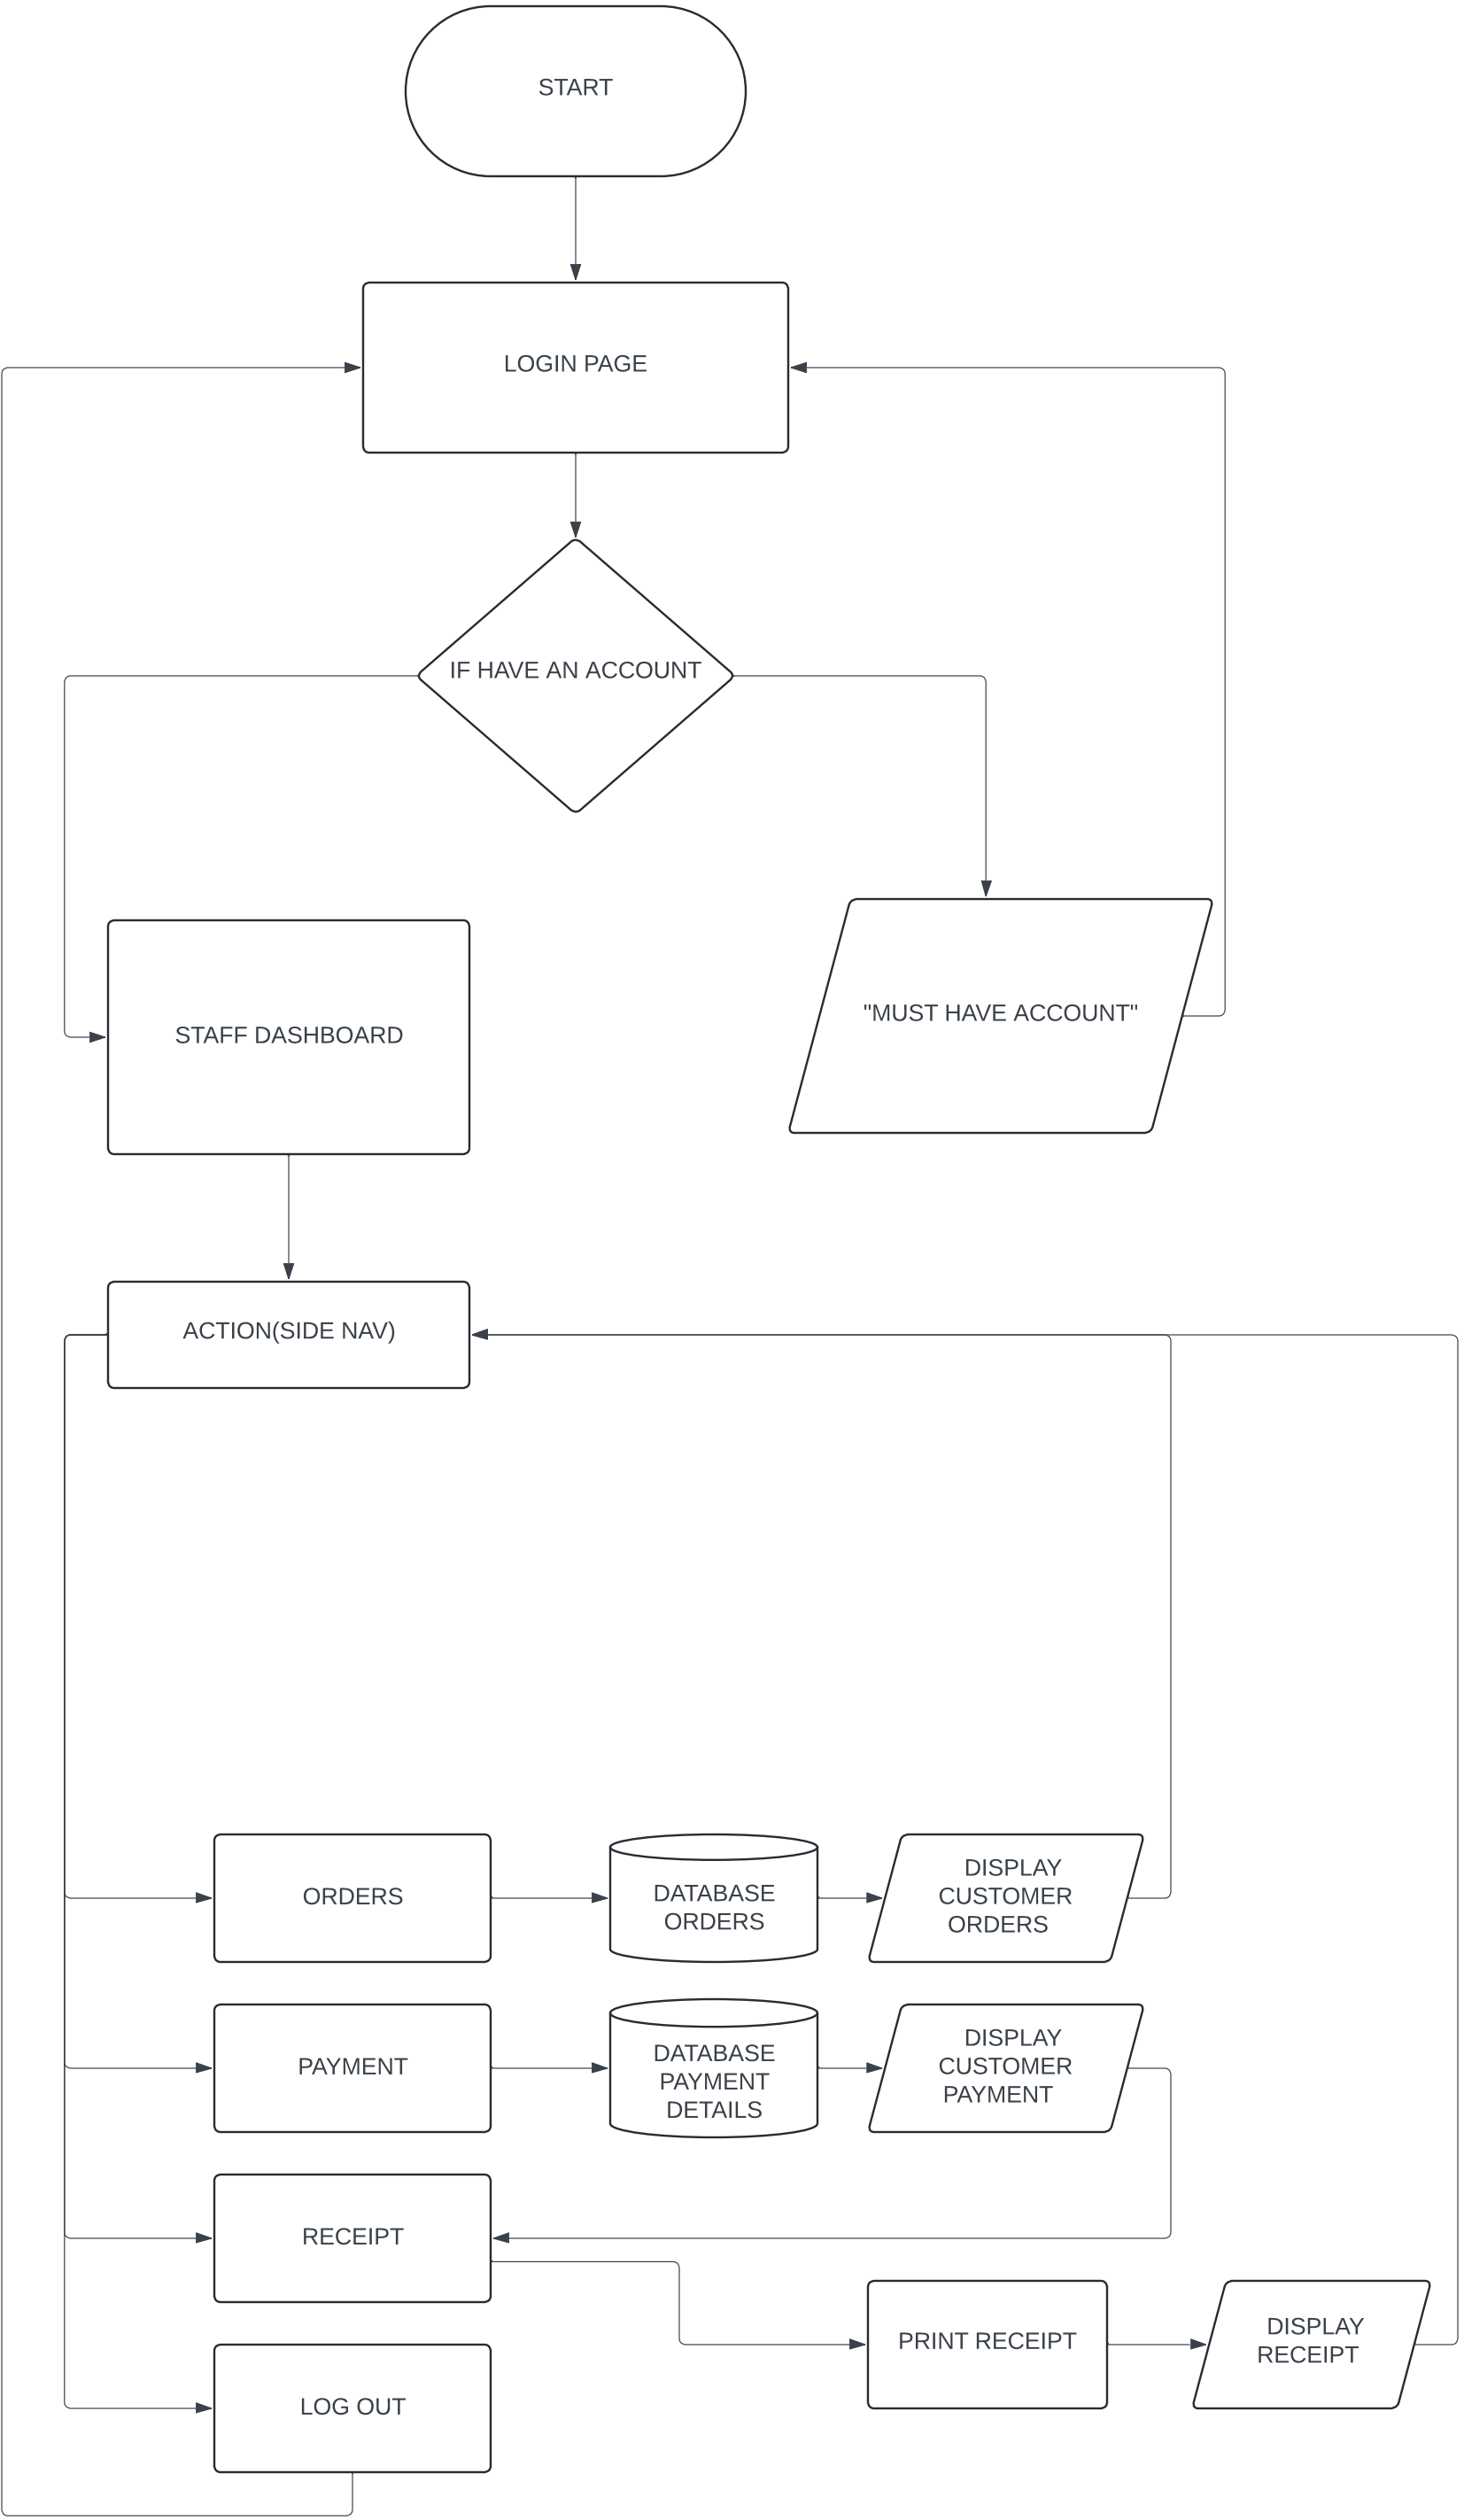 START
LOGIN PAGE
IF HAVE AN ACCOUNT
STAFF DASHBOARD
"MUST HAVE ACCOUNT"
ACTION(SIDE NAV)
ORDERS
DATABASE
ORDERS
DISPLAY
CUSTOMER
ORDERS
PAYMENT
DATABASE
PAYMENT
DETAILS
DISPLAY
CUSTOMER
PAYMENT
RECEIPT
PRINT RECEIPT
DISPLAY
RECEIPT
LOG OUT